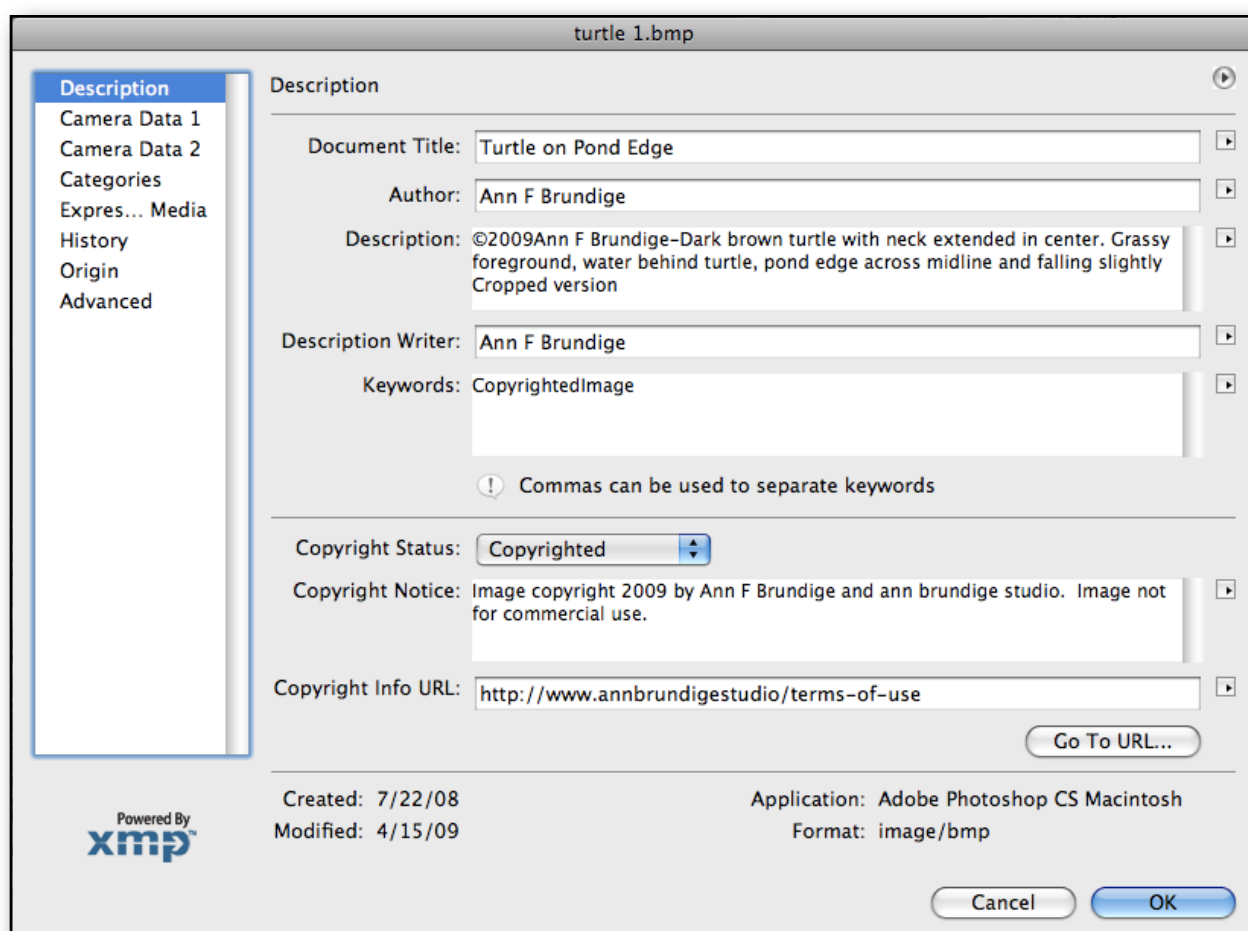 turtle 1.bmp
Description
Camera Data 1
Camera Data 2
Categories
Expres... Media
History
Origin
Advanced
Description
Document Title: Turtle on Pond Edge
Author: Ann F Brundige
Description: ©2009Ann F Brundige-Dark brown turtle with neck extended in center. Grassy
foreground, water behind turtle, pond edge across midline and falling slightly
Cropped version
Description Writer: Ann F Brundige
Keywords: CopyrightedImage
! Commas can be used to separate keywords
Copyright Status: Copyrighted
Copyright Notice: Image copyright 2009 by Ann F Brundige and ann brundige studio.  Image not
for commercial use.
Copyright Info URL: http://www.annbrundigestudio/terms-of-use
Go To URL...
Powered By
xmp™
Created: 7/22/08
Modified: 4/15/09
Application: Adobe Photoshop CS Macintosh
Format: image/bmp
Cancel
OK